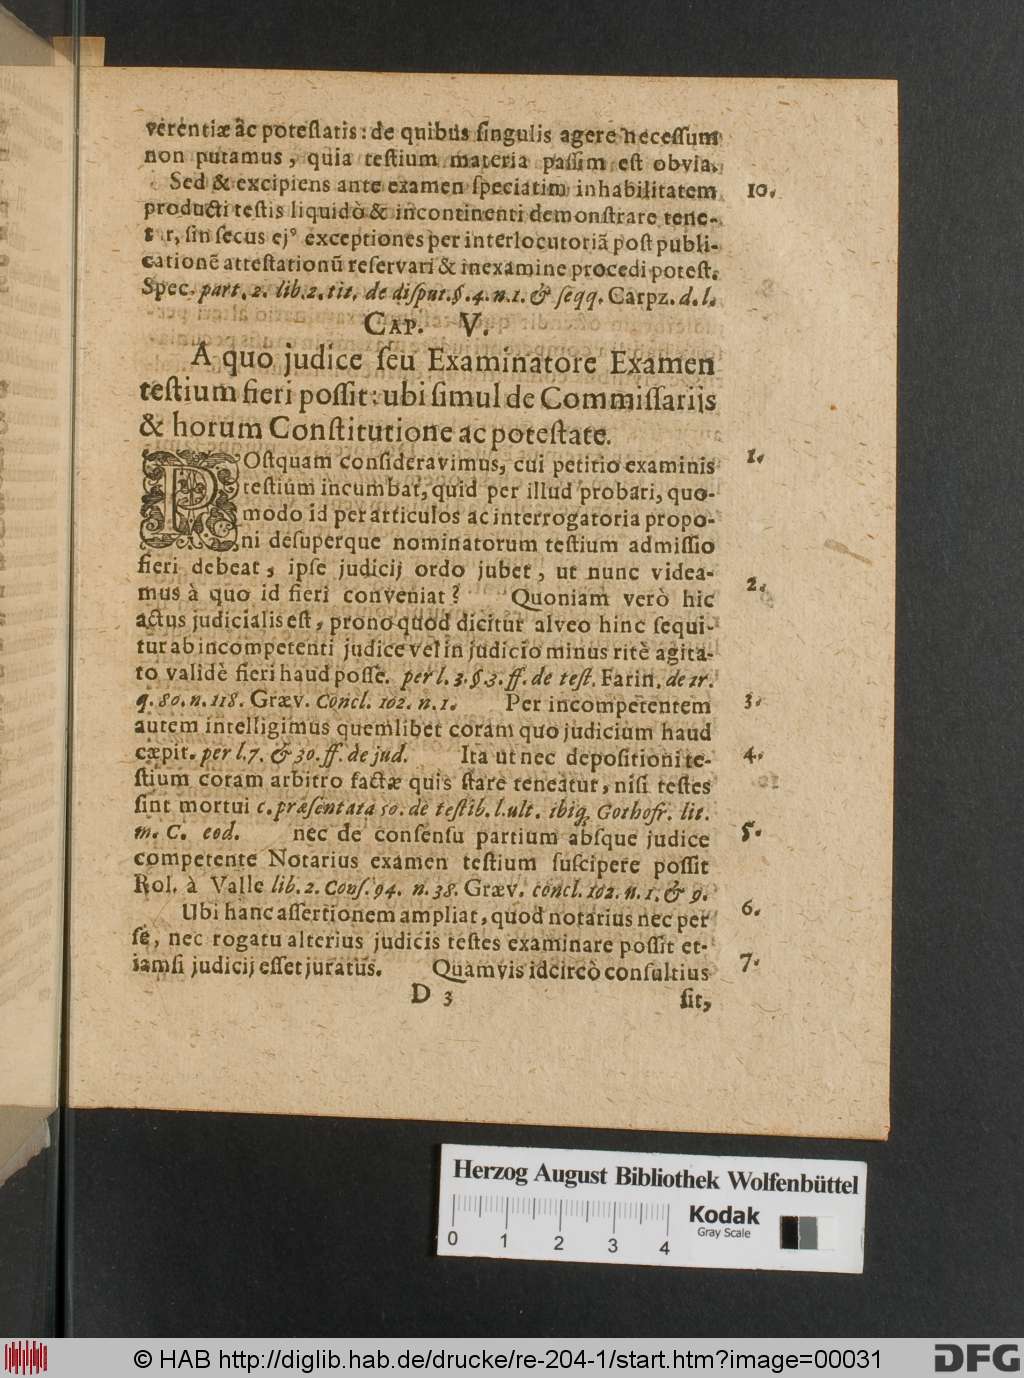 verentiæ ac potestatis: de quibus singulis agere necessum
non putamus, quia testium materia passim est obvia.
Sed & excipiens ante examen speciatim inhabilitatem 10.
producti testis liquidò & incontinenti demonstrare tene-
t r, sin secus ej⁹ exceptiones per interlocutoriã post publi-
cationẽ attestationũ reservari & inexamine procedi potest.
Spec. part. 2. lib. 2. tit. de disput. §. 4. n. 1. & seqq. Carpz. d. l.
CAP. V.
A quo judice seu Examinatore Examen
testium fieri possit: ubi simul de Commissariis
& horum Constitutione ac potestate.
POstquam consideravimus, cui petitio examinis 1.
testium incumbat, quid per illud probari, quo-
modo id per articulos ac interrogatoria propo-
ni desuperque nominatorum testium admissio
fieri debeat, ipse judicij ordo jubet, ut nunc videa-
mus à quo id fieri conveniat? Quoniam verò hic 2.
actus judicialis est, prono quod dicitur alveo hinc sequi-
tur ab incompetenti judice vel in judicio minus ritè agita-
to validè fieri haud posse. per l. 3. §. 3. ff. de test. Farin. de tr.
q. 80. n. 118. Græv. Concl. 102. n. 1. Per incompetentem 3.
autem intelligimus quemlibet coram quo judicium haud
cæpit. per l. 7. & 30. ff. de jud. Ita ut nec depositioni te- 4.
stium coram arbitro factæ quis stare teneatur, nisi testes
sint mortui c. præsentata 50. de testib. l. ult. ibiq; Gothofr. lit.
m. C. eod. nec de consensu partium absque judice 5.
competente Notarius examen testium suscipere possit
Rol. à Valle lib. 2. Cons. 94. n. 38. Græv. concl. 102. n. 1. & 9.
Ubi hanc assertionem ampliat, quod notarius nec per 6.
se, nec rogatu alterius judicis testes examinare possit et-
iamsi judicij esset juratus. Quamvis idcircò consultius 7.
D 3 sit,
Herzog August Bibliothek Wolfenbüttel
Kodak
Gray Scale
0 1 2 3 4
© HAB http://diglib.hab.de/drucke/re-204-1/start.htm?image=00031
DFG